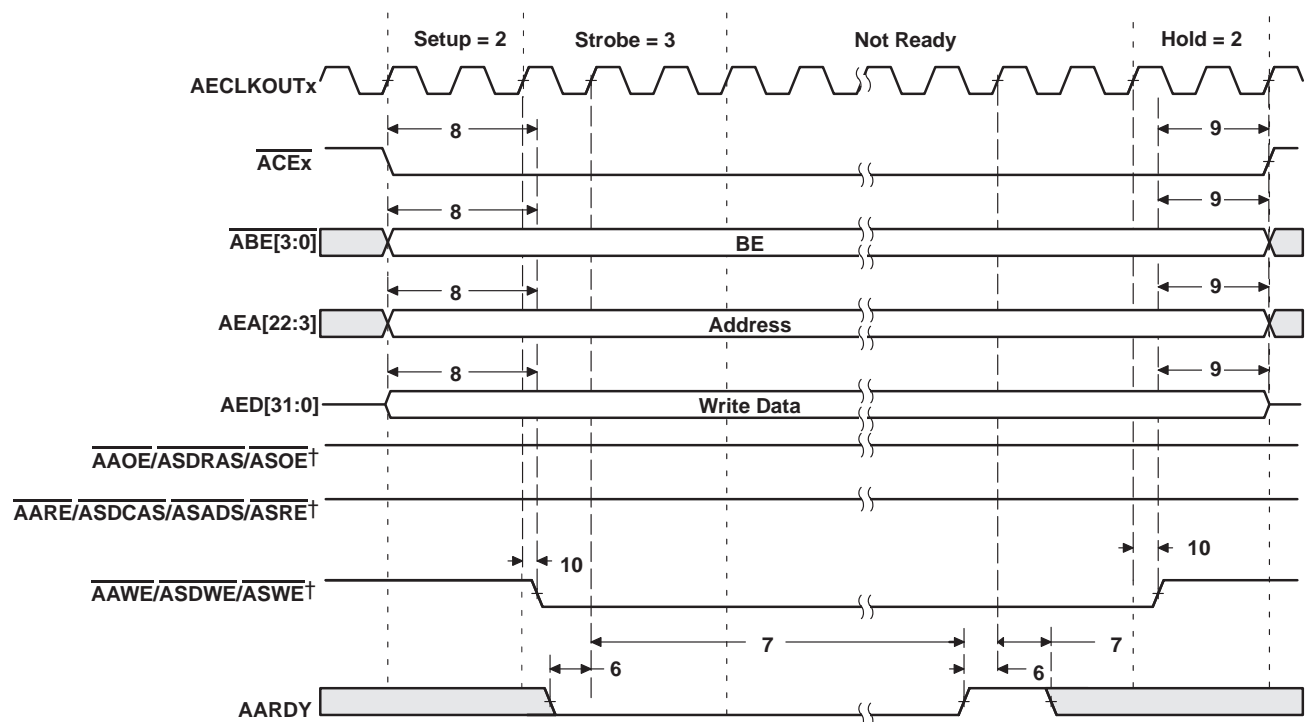 Setup = 2 Strobe = 3 Not Ready Hold = 2
AECLKOUTx
8 9
ACEx
8 9
ABE[3:0] BE
8 9
AEA[22:3] Address
8 9
AED[31:0] Write Data
AAOE/ASDRAS/ASOE†
AARE/ASDCAS/ASADS/ASRE†
10 10
AAWE/ASDWE/ASWE†
7 7
6 6
AARDY